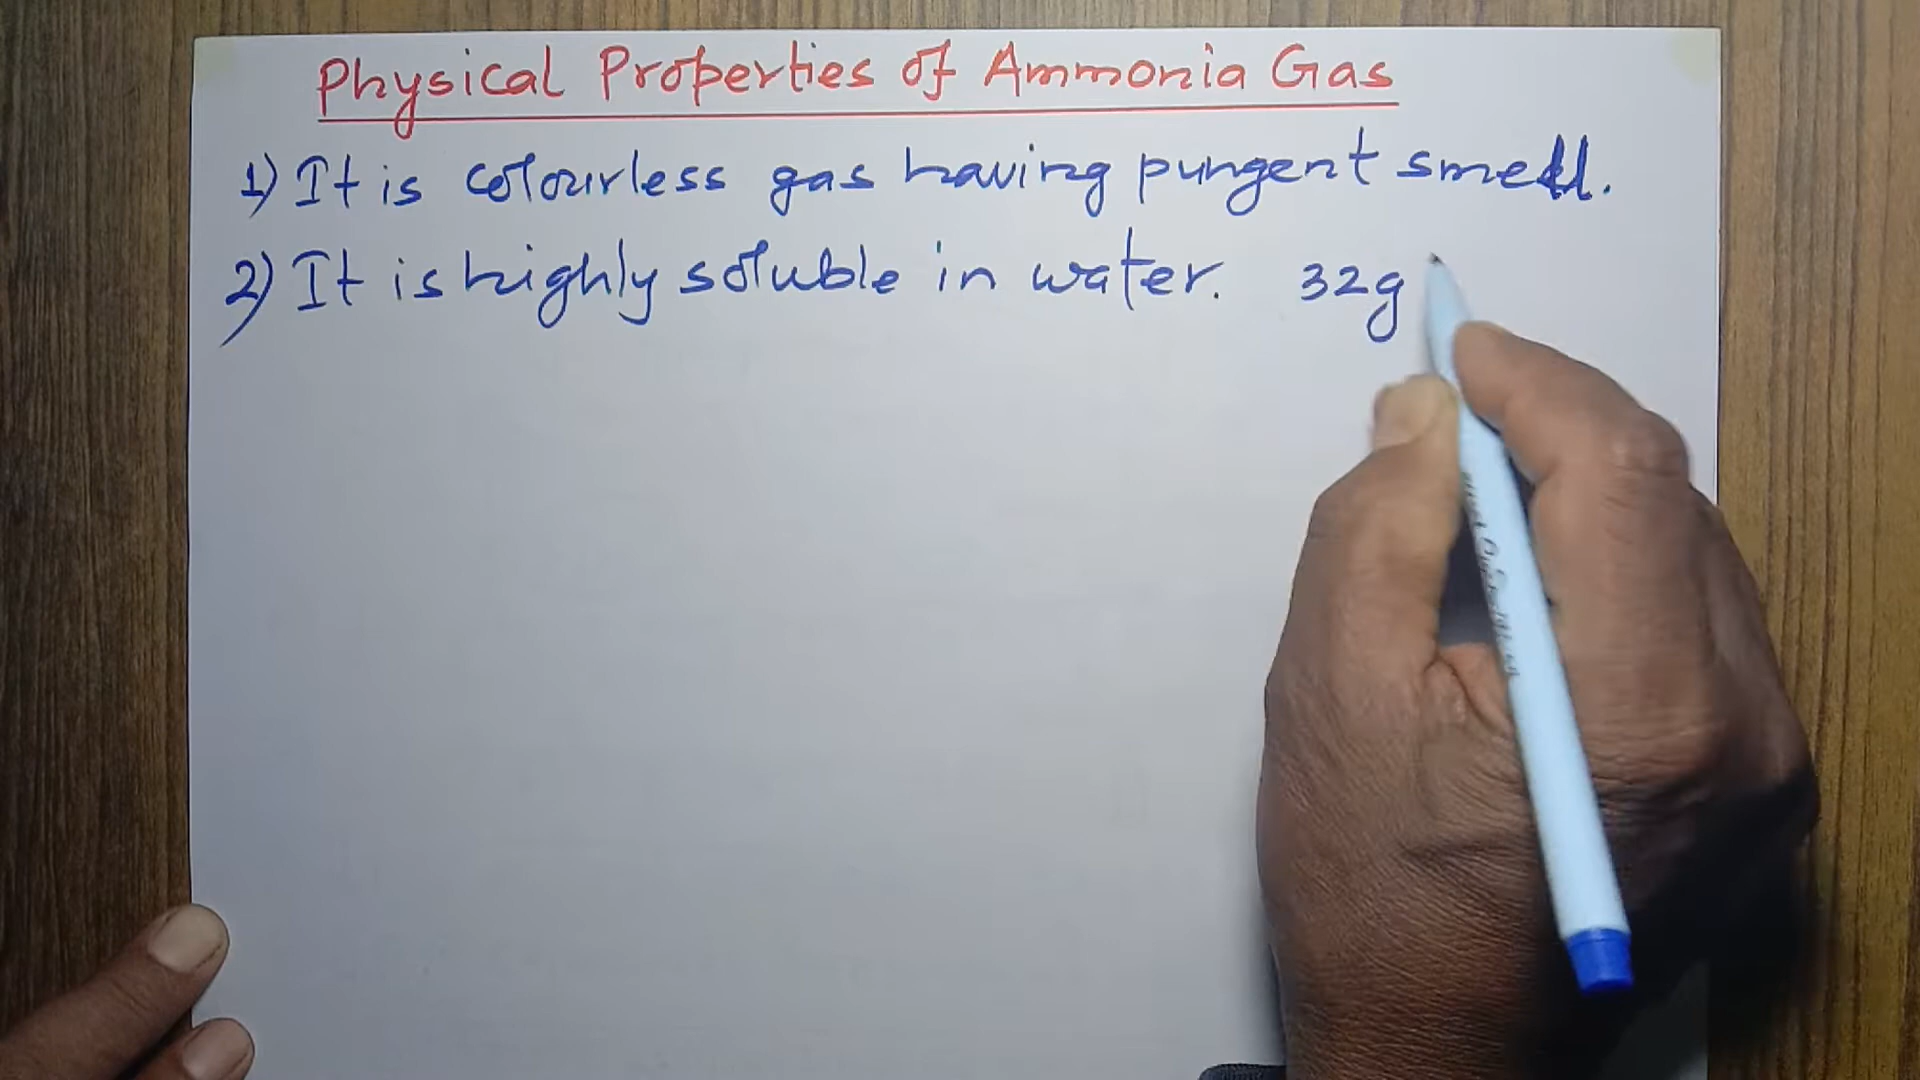 Physical Properties of Ammonia Gas
1) It is colourless gas having pungent smell.
2) It is highly soluble in water. 32g